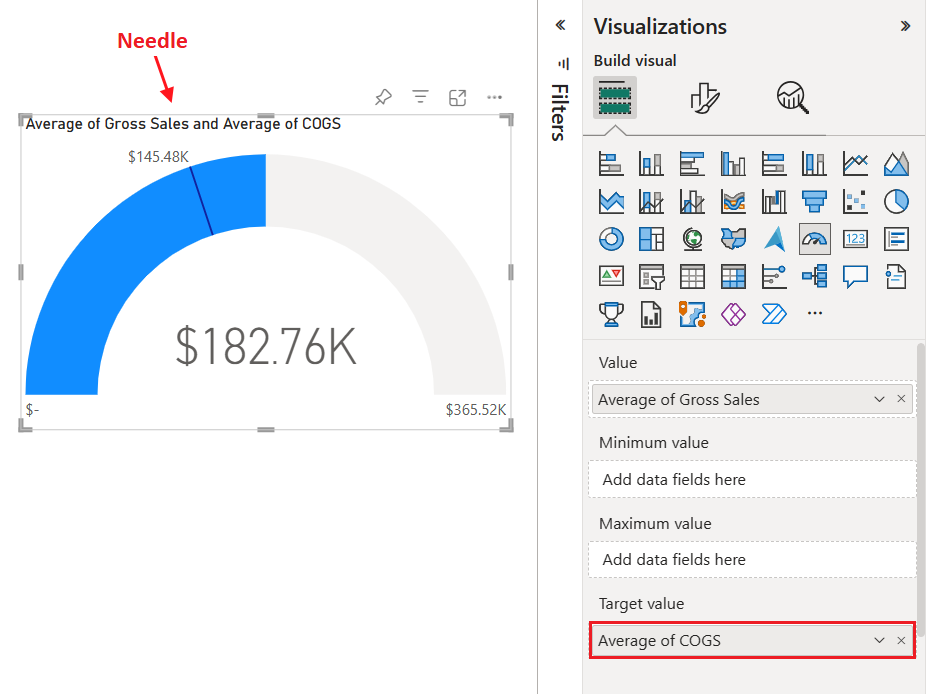 Needle
Average of Gross Sales and Average of COGS
$145.48K
$182.76K
$-
$365.52K
Filters
Visualizations
Build visual
123
Value
Average of Gross Sales
Minimum value
Add data fields here
Maximum value
Add data fields here
Target value
Average of COGS